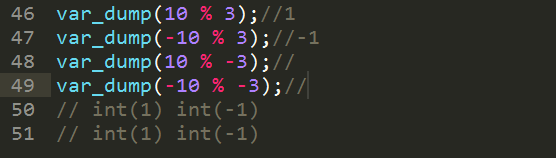 46 var_dump(10 % 3);//1
47 var_dump(-10 % 3);//-1
48 var_dump(10 % -3);//
49 var_dump(-10 % -3);//
50 // int(1) int(-1)
51 // int(1) int(-1)